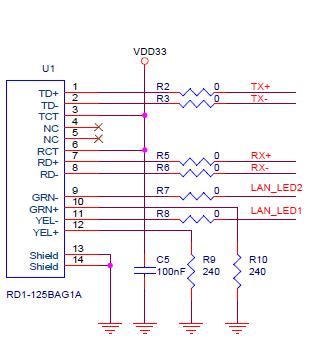 VDD33
U1
TD+ 1 R2 0 TX+
TD- 2 R3 0 TX-
TCT 3
NC 4
NC 5
RCT 6
RD+ 7 R5 0 RX+
RD- 8 R6 0 RX-
GRN- 9 R7 0 LAN_LED2
GRN+ 10
YEL- 11 R8 0 LAN_LED1
YEL+ 12
Shield 13
Shield 14
C5 R9 R10
100nF 240 240
RD1-125BAG1A